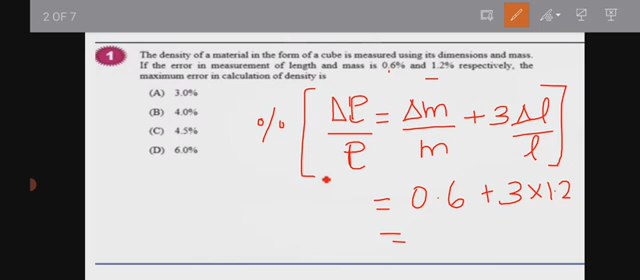 2 OF 7
1 The density of a material in the form of a cube is measured using its dimensions and mass.
If the error in measurement of length and mass is 0.6% and 1.2% respectively, the
maximum error in calculation of density is
(A) 3.0%
(B) 4.0%
(C) 4.5%
(D) 6.0%
% [ Δρ/ρ = Δm/m + 3 Δl/l ]
= 0.6 + 3 × 1.2
=